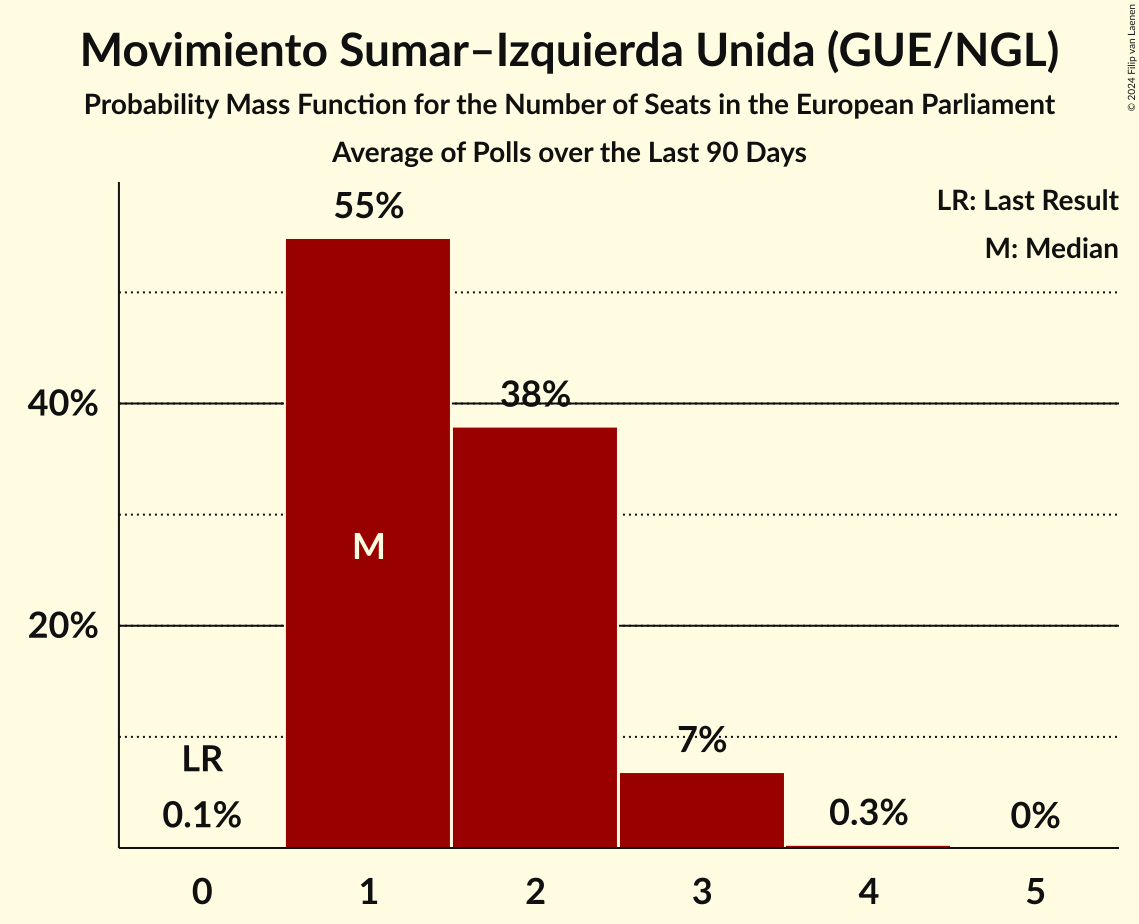 Movimiento Sumar–Izquierda Unida (GUE/NGL)
Probability Mass Function for the Number of Seats in the European Parliament
Average of Polls over the Last 90 Days
© 2024 Filip van Laenen
LR: Last Result
M: Median
55%
40%
38%
M
20%
LR
7%
0.1%
0.3%
0%
0 1 2 3 4 5